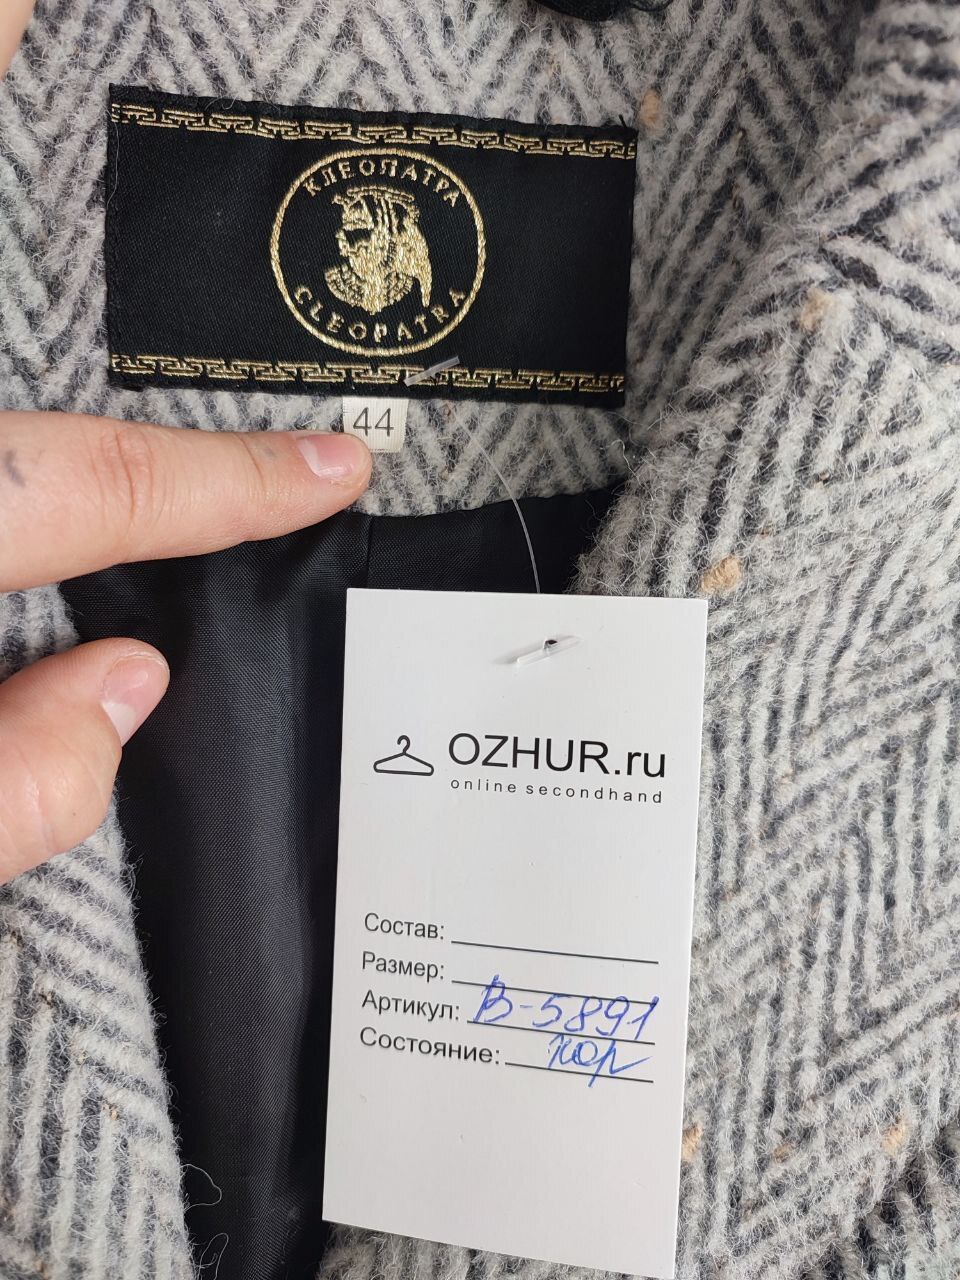 КЛЕОПАТРА
CLEOPATRA
44
OZHUR.ru
online secondhand
Состав:
Размер:
Артикул: В-5891
Состояние: хор